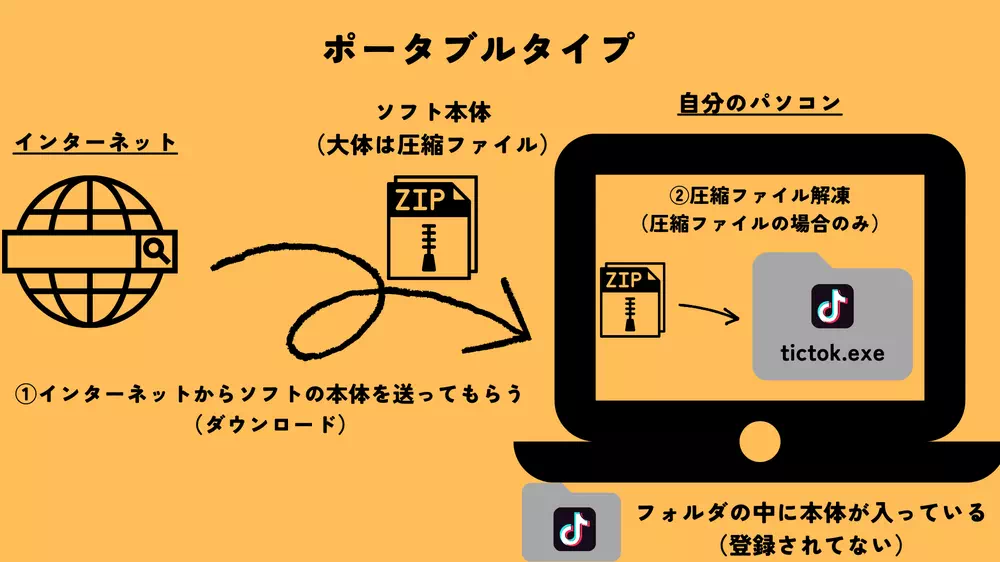 ポータブルタイプ
インターネット
ソフト本体
（大体は圧縮ファイル）
ZIP
自分のパソコン
②圧縮ファイル解凍
（圧縮ファイルの場合のみ）
ZIP
tictok.exe
①インターネットからソフトの本体を送ってもらう
（ダウンロード）
フォルダの中に本体が入っている
（登録されてない）